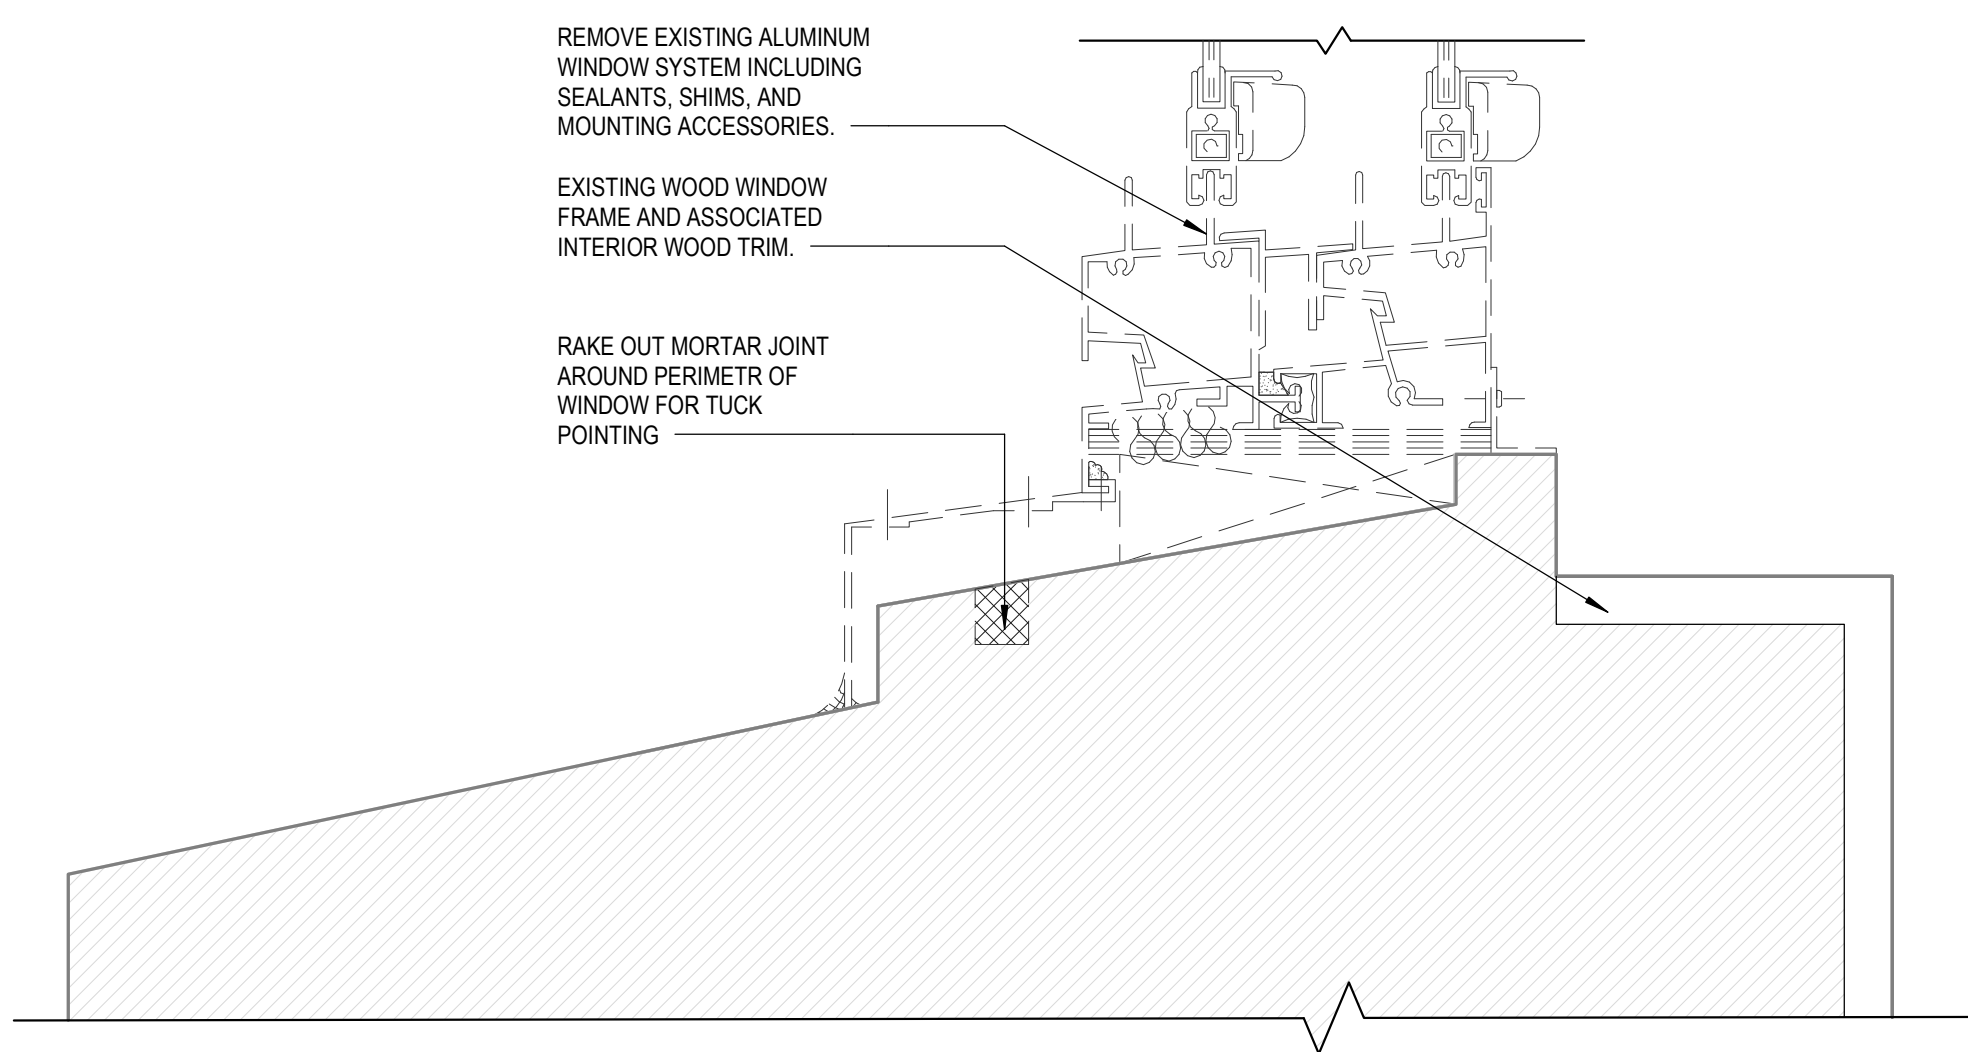 REMOVE EXISTING ALUMINUM
WINDOW SYSTEM INCLUDING
SEALANTS, SHIMS, AND
MOUNTING ACCESSORIES.
EXISTING WOOD WINDOW
FRAME AND ASSOCIATED
INTERIOR WOOD TRIM.
RAKE OUT MORTAR JOINT
AROUND PERIMETR OF
WINDOW FOR TUCK
POINTING